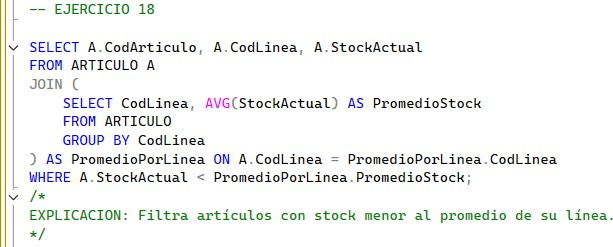 -- EJERCICIO 18
SELECT A.CodArticulo, A.CodLinea, A.StockActual
FROM ARTICULO A
JOIN (
SELECT CodLinea, AVG(StockActual) AS PromedioStock
FROM ARTICULO
GROUP BY CodLinea
) AS PromedioPorLinea ON A.CodLinea = PromedioPorLinea.CodLinea
WHERE A.StockActual < PromedioPorLinea.PromedioStock;
/*
EXPLICACION: Filtra artículos con stock menor al promedio de su línea.
*/